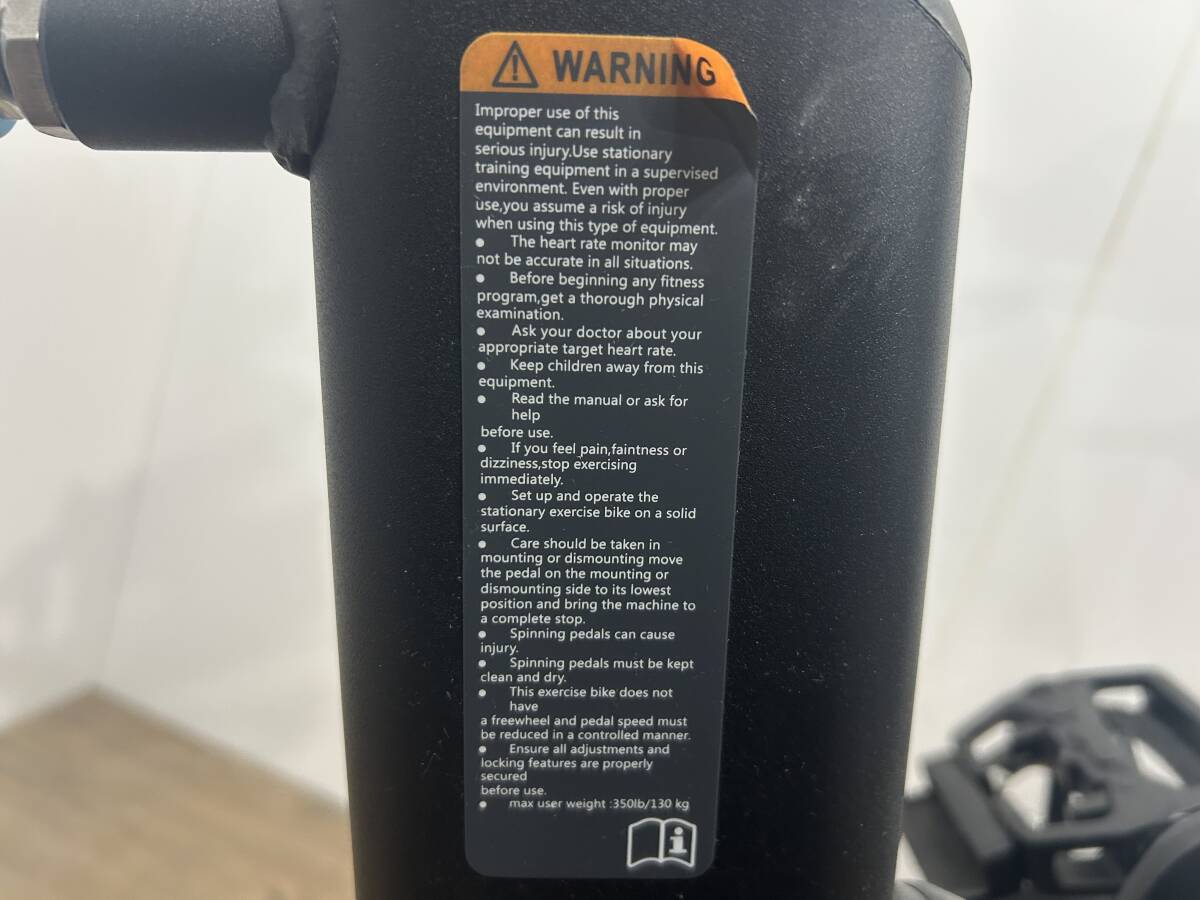 WARNING
Improper use of this
equipment can result in
serious injury.Use stationary
training equipment in a supervised
environment. Even with proper
use,you assume a risk of injury
when using this type of equipment.
● The heart rate monitor may
not be accurate in all situations.
● Before beginning any fitness
program,get a thorough physical
examination.
● Ask your doctor about your
appropriate target heart rate.
● Keep children away from this
equipment.
● Read the manual or ask for
help
before use.
● If you feel pain,faintness or
dizziness,stop exercising
immediately.
● Set up and operate the
stationary exercise bike on a solid
surface.
● Care should be taken in
mounting or dismounting move
the pedal on the mounting or
dismounting side to its lowest
position and bring the machine to
a complete stop.
● Spinning pedals can cause
injury.
● Spinning pedals must be kept
clean and dry.
● This exercise bike does not
have
a freewheel and pedal speed must
be reduced in a controlled manner.
● Ensure all adjustments and
locking features are properly
secured
before use.
● max user weight :350lb/130 kg